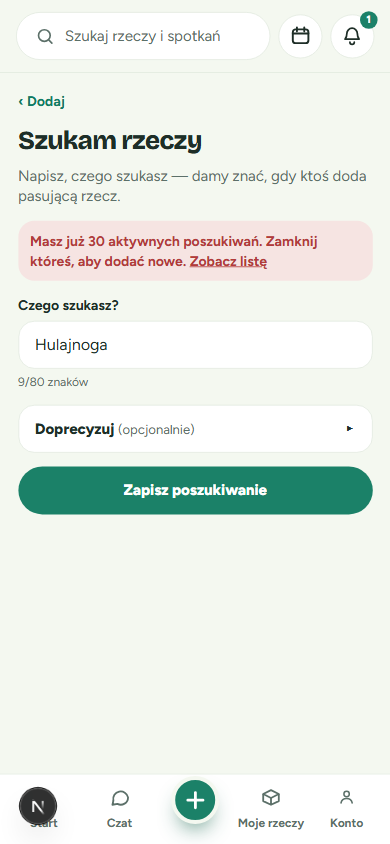 Szukaj rzeczy i spotkań
1
‹ Dodaj
Szukam rzeczy
Napisz, czego szukasz — damy znać, gdy ktoś doda
pasującą rzecz.
Masz już 30 aktywnych poszukiwań. Zamknij
któreś, aby dodać nowe. Zobacz listę
Czego szukasz?
Hulajnoga
9/80 znaków
Doprecyzuj (opcjonalnie)
Zapisz poszukiwanie
N
Start
Czat
Moje rzeczy
Konto